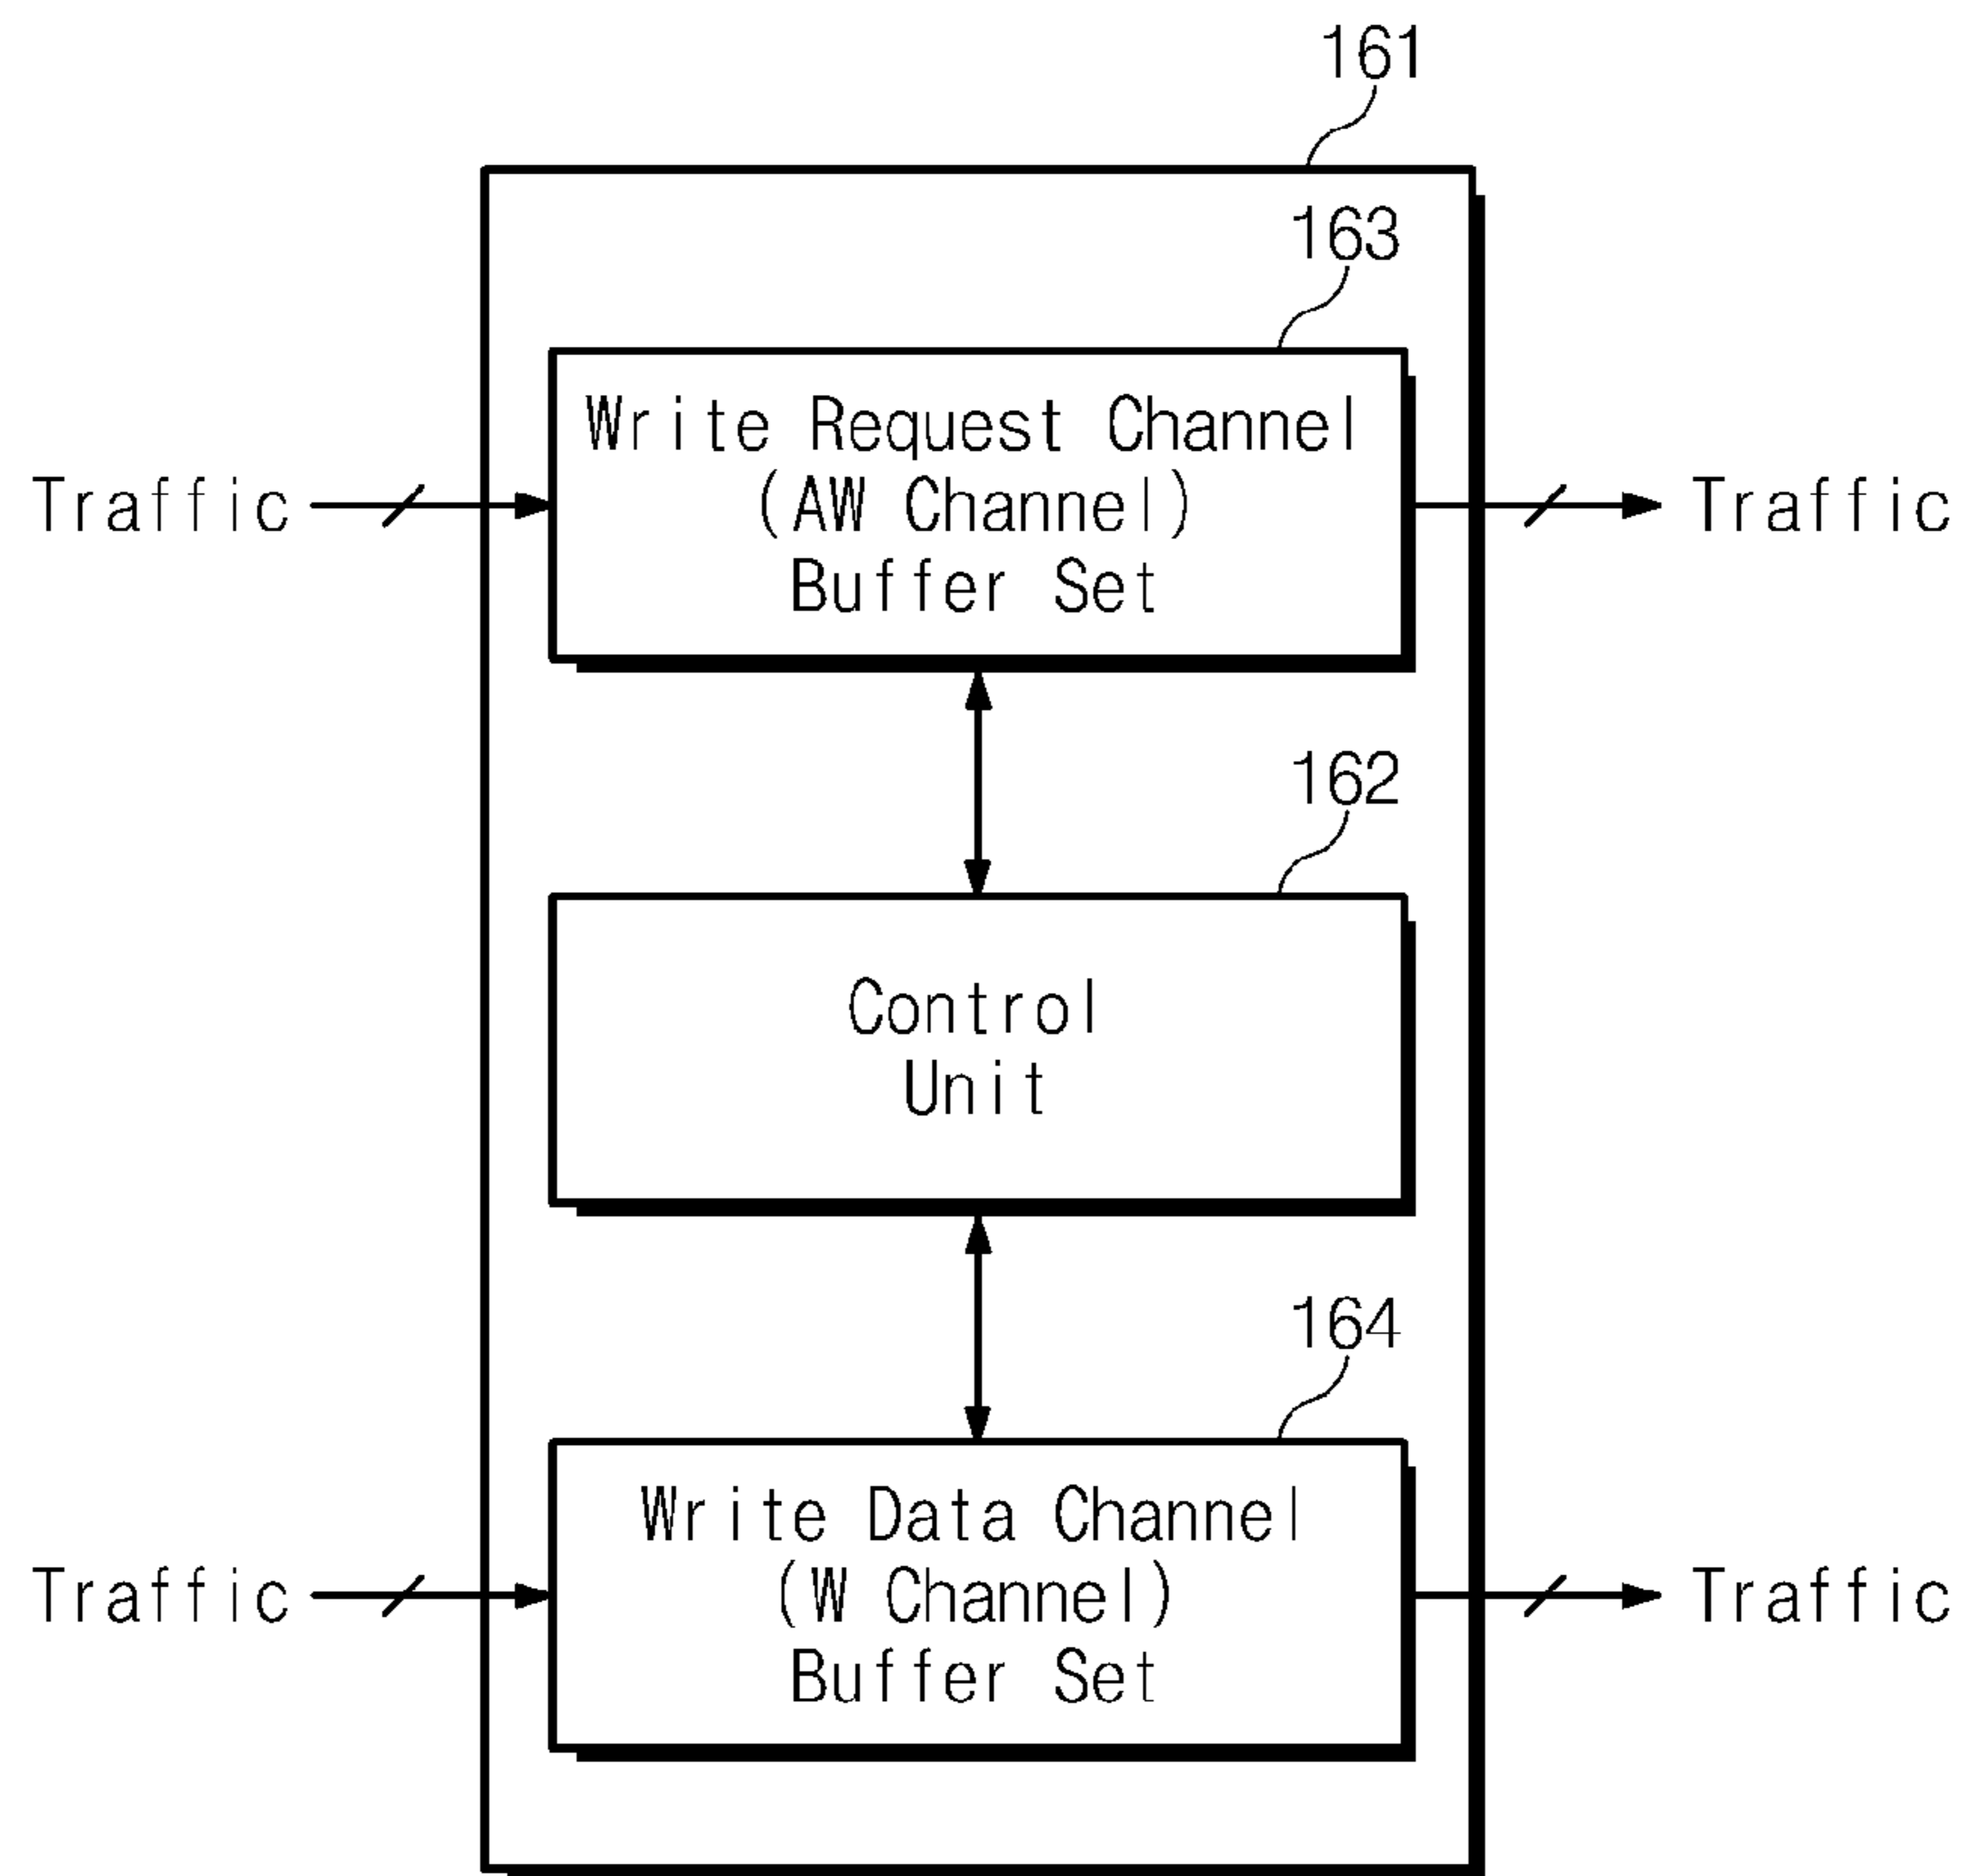 161
163
Write Request Channel
(AW Channel)
Buffer Set
Traffic
Traffic
162
Control
Unit
164
Write Data Channel
(W Channel)
Buffer Set
Traffic
Traffic